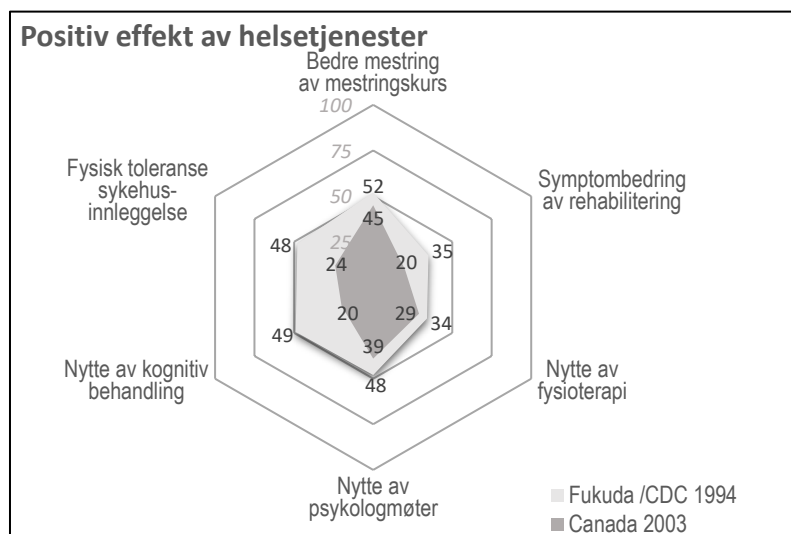 Positiv effekt av helsetjenester
Bedre mestring
av mestringskurs
100
75
50
25
Fysisk toleranse
sykehus-
innleggelse
Symptombedring
av rehabilitering
52
45
48
24
20
35
20
49
29
34
39
48
Nytte av kognitiv
behandling
Nytte av
fysioterapi
Nytte av
psykologmøter
Fukuda /CDC 1994
Canada 2003